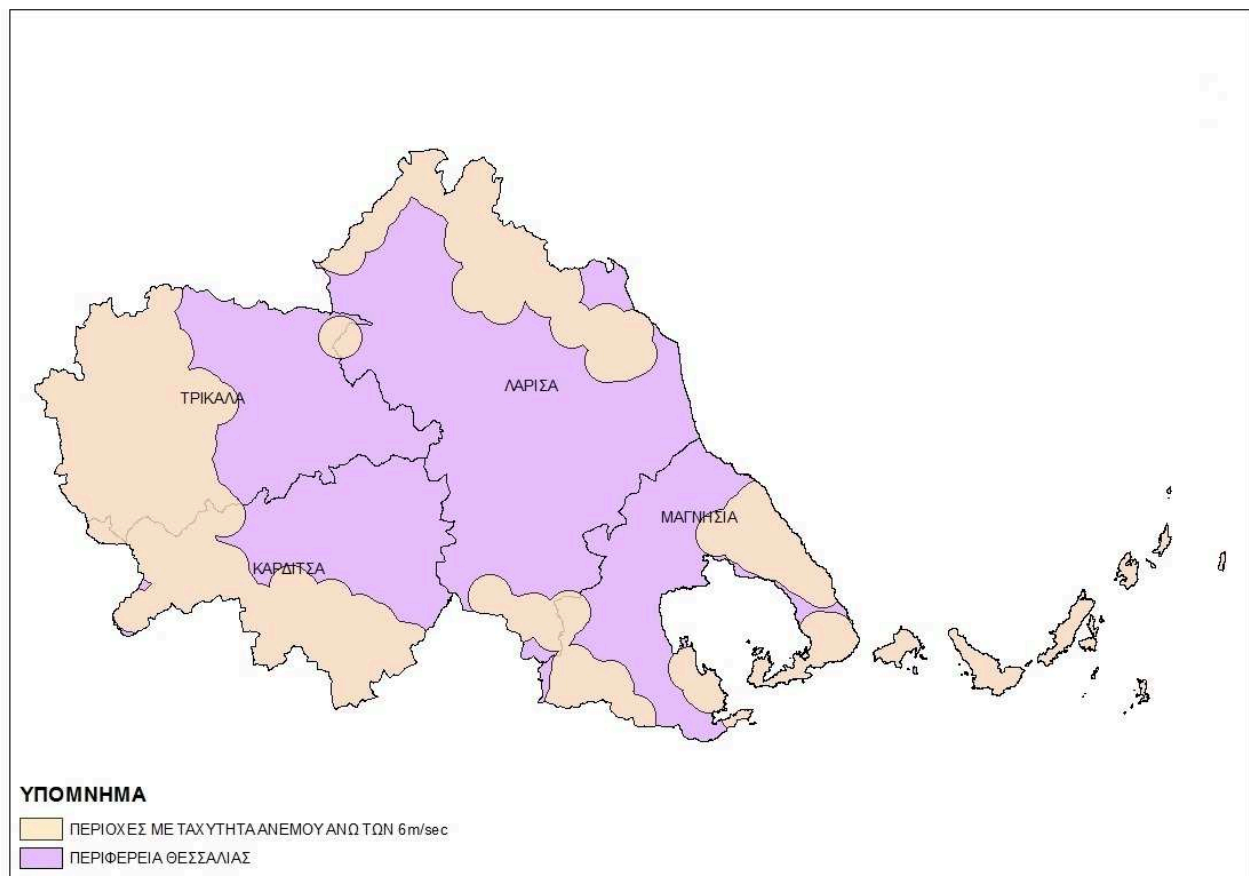 ΛΑΡΙΣΑ
ΤΡΙΚΑΛΑ
ΜΑΓΝΗΣΙΑ
ΚΑΡΔΙΤΣΑ
ΥΠΟΜΝΗΜΑ
ΠΕΡΙΟΧΕΣ ΜΕ ΤΑΧΥΤΗΤΑ ΑΝΕΜΟΥ ΑΝΩ ΤΩΝ 6m/sec
ΠΕΡΙΦΕΡΕΙΑ ΘΕΣΣΑΛΙΑΣ